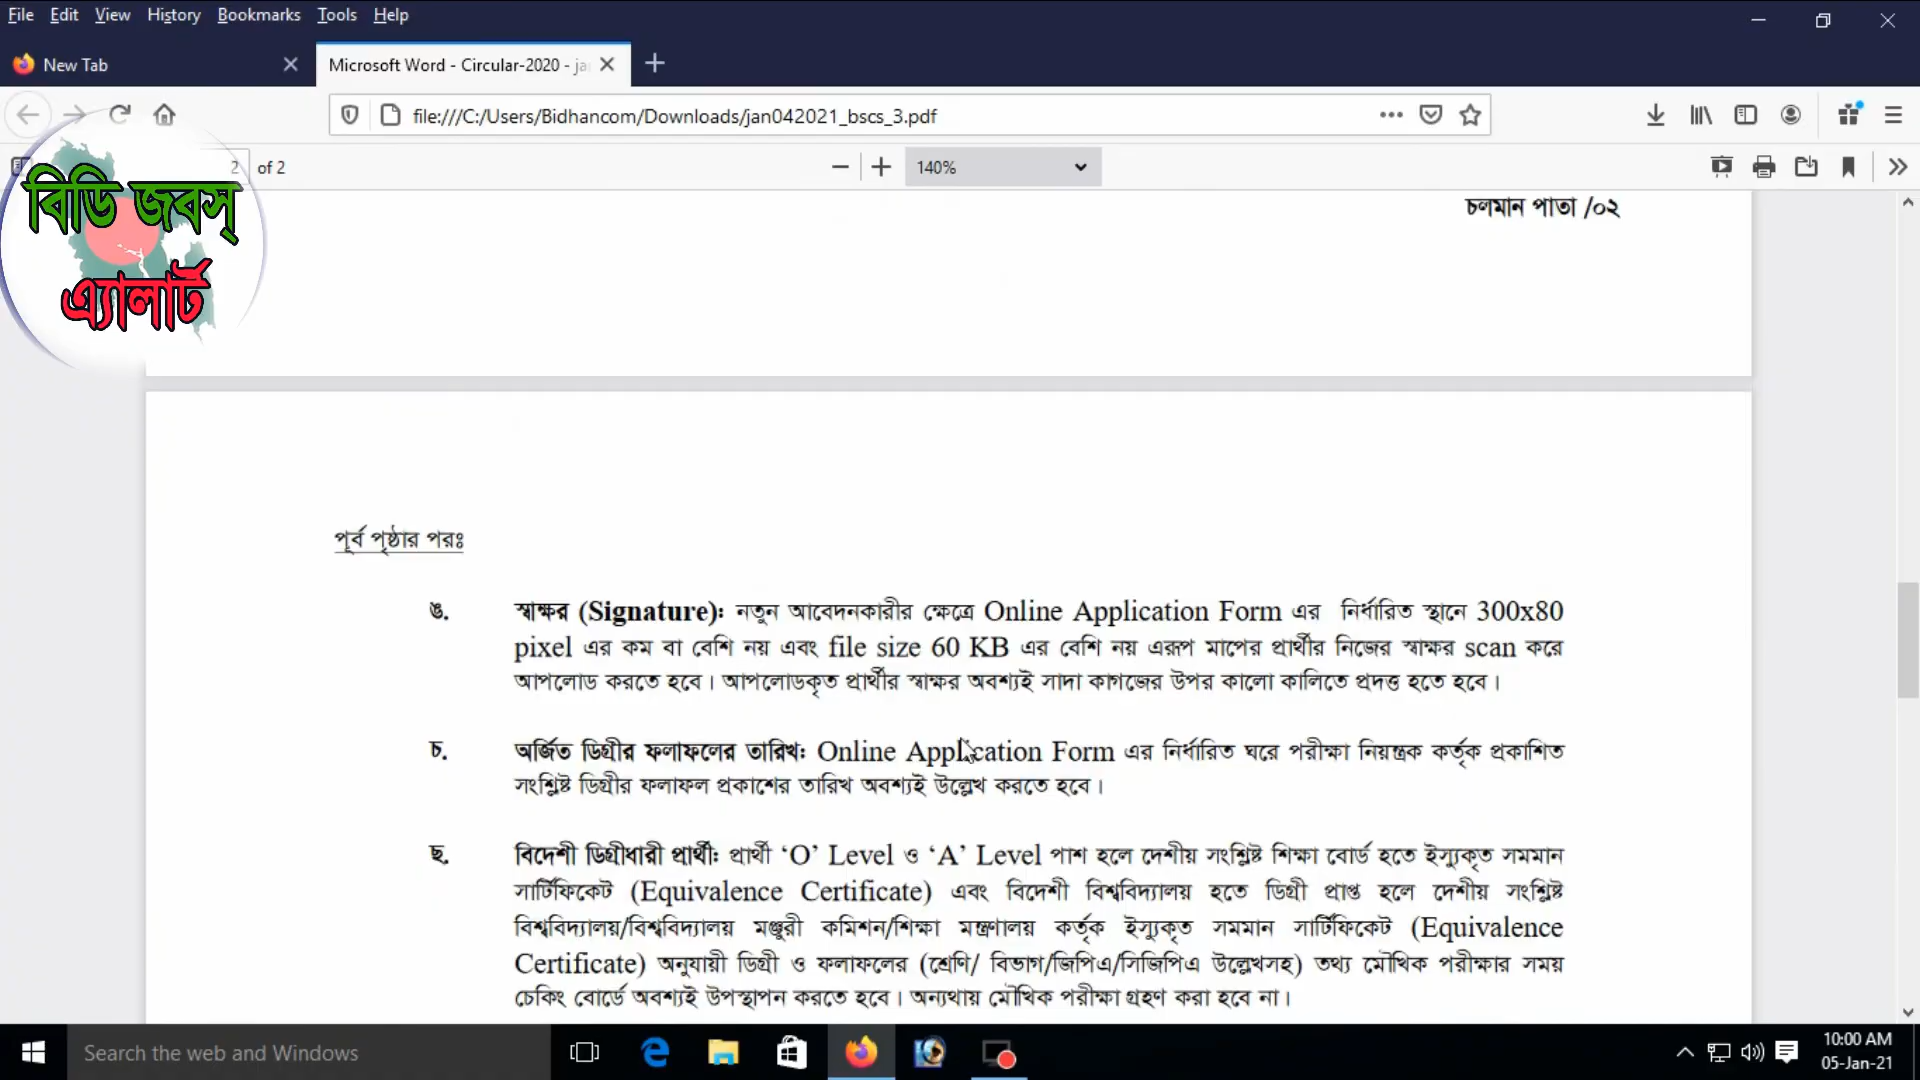 File Edit View History Bookmarks Tools Help
New Tab
Microsoft Word - Circular-2020 - ja
file:///C:/Users/Bidhancom/Downloads/jan042021_bscs_3.pdf
2 of 2
140%
বিডি জবস্
এ্যালার্ট
চলমান পাতা /০২
পূর্ব পৃষ্ঠার পরঃ
ঙ. স্বাক্ষর (Signature): নতুন আবেদনকারীর ক্ষেত্রে Online Application Form এর নির্ধারিত স্থানে 300x80
pixel এর কম বা বেশি নয় এবং file size 60 KB এর বেশি নয় এরূপ মাপের প্রার্থীর নিজের স্বাক্ষর scan করে
আপলোড করতে হবে। আপলোডকৃত প্রার্থীর স্বাক্ষর অবশ্যই সাদা কাগজের উপর কালো কালিতে প্রদত্ত হতে হবে।
চ. অর্জিত ডিগ্রীর ফলাফলের তারিখ: Online Application Form এর নির্ধারিত ঘরে পরীক্ষা নিয়ন্ত্রক কর্তৃক প্রকাশিত
সংশ্লিষ্ট ডিগ্রীর ফলাফল প্রকাশের তারিখ অবশ্যই উল্লেখ করতে হবে।
ছ. বিদেশী ডিগ্রীধারী প্রার্থী: প্রার্থী ‘O’ Level ও ‘A’ Level পাশ হলে দেশীয় সংশ্লিষ্ট শিক্ষা বোর্ড হতে ইস্যুকৃত সমমান
সার্টিফিকেট (Equivalence Certificate) এবং বিদেশী বিশ্ববিদ্যালয় হতে ডিগ্রী প্রাপ্ত হলে দেশীয় সংশ্লিষ্ট
বিশ্ববিদ্যালয়/বিশ্ববিদ্যালয় মঞ্জুরী কমিশন/শিক্ষা মন্ত্রণালয় কর্তৃক ইস্যুকৃত সমমান সার্টিফিকেট (Equivalence
Certificate) অনুযায়ী ডিগ্রী ও ফলাফলের (শ্রেণি/ বিভাগ/জিপিএ/সিজিপিএ উল্লেখসহ) তথ্য মৌখিক পরীক্ষার সময়
চেকিং বোর্ডে অবশ্যই উপস্থাপন করতে হবে। অন্যথায় মৌখিক পরীক্ষা গ্রহণ করা হবে না।
Search the web and Windows
10:00 AM
05-Jan-21